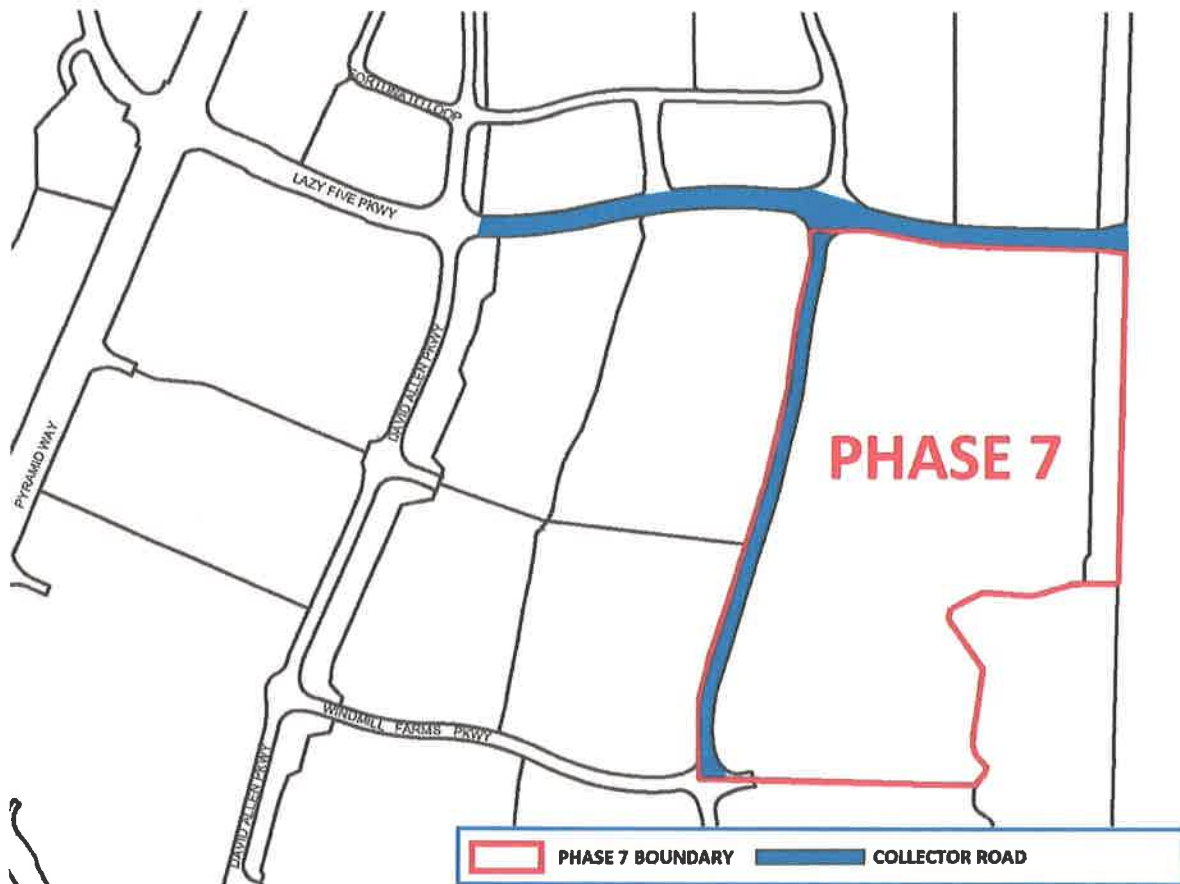 LAZY FIVE PKWY
DAVID ALLEN PKWY
PYRAMID WAY
PHASE 7
WINDMILL FARMS PKWY
DAVID ALLEN PKWY
PHASE 7 BOUNDARY
COLLECTOR ROAD